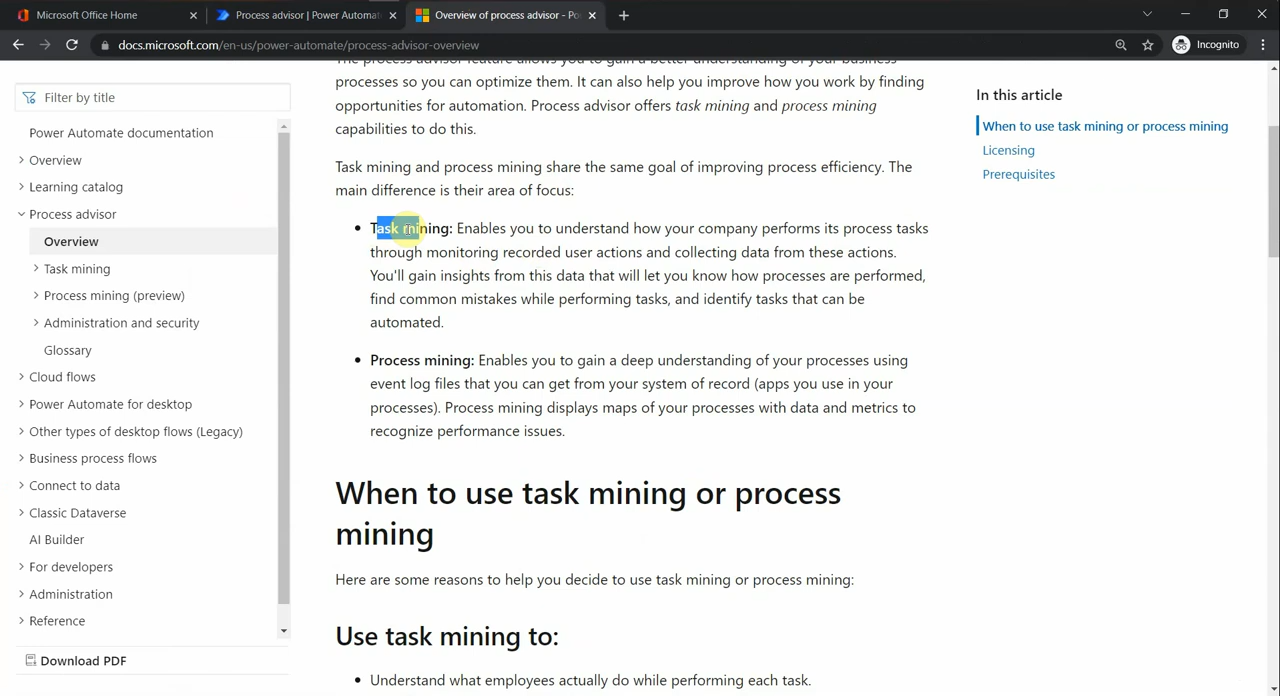 Microsoft Office Home
Process advisor | Power Automat
Overview of process advisor - Po
docs.microsoft.com/en-us/power-automate/process-advisor-overview
Incognito
Filter by title
Power Automate documentation
Overview
Learning catalog
Process advisor
Overview
Task mining
Process mining (preview)
Administration and security
Glossary
Cloud flows
Power Automate for desktop
Other types of desktop flows (Legacy)
Business process flows
Connect to data
Classic Dataverse
AI Builder
For developers
Administration
Reference
Download PDF
The process advisor feature allows you to gain a better understanding of your business
processes so you can optimize them. It can also help you improve how you work by finding
opportunities for automation. Process advisor offers task mining and process mining
capabilities to do this.
Task mining and process mining share the same goal of improving process efficiency. The
main difference is their area of focus:
• Task mining: Enables you to understand how your company performs its process tasks
through monitoring recorded user actions and collecting data from these actions.
You'll gain insights from this data that will let you know how processes are performed,
find common mistakes while performing tasks, and identify tasks that can be
automated.
• Process mining: Enables you to gain a deep understanding of your processes using
event log files that you can get from your system of record (apps you use in your
processes). Process mining displays maps of your processes with data and metrics to
recognize performance issues.
When to use task mining or process
mining
Here are some reasons to help you decide to use task mining or process mining:
Use task mining to:
• Understand what employees actually do while performing each task.
In this article
When to use task mining or process mining
Licensing
Prerequisites